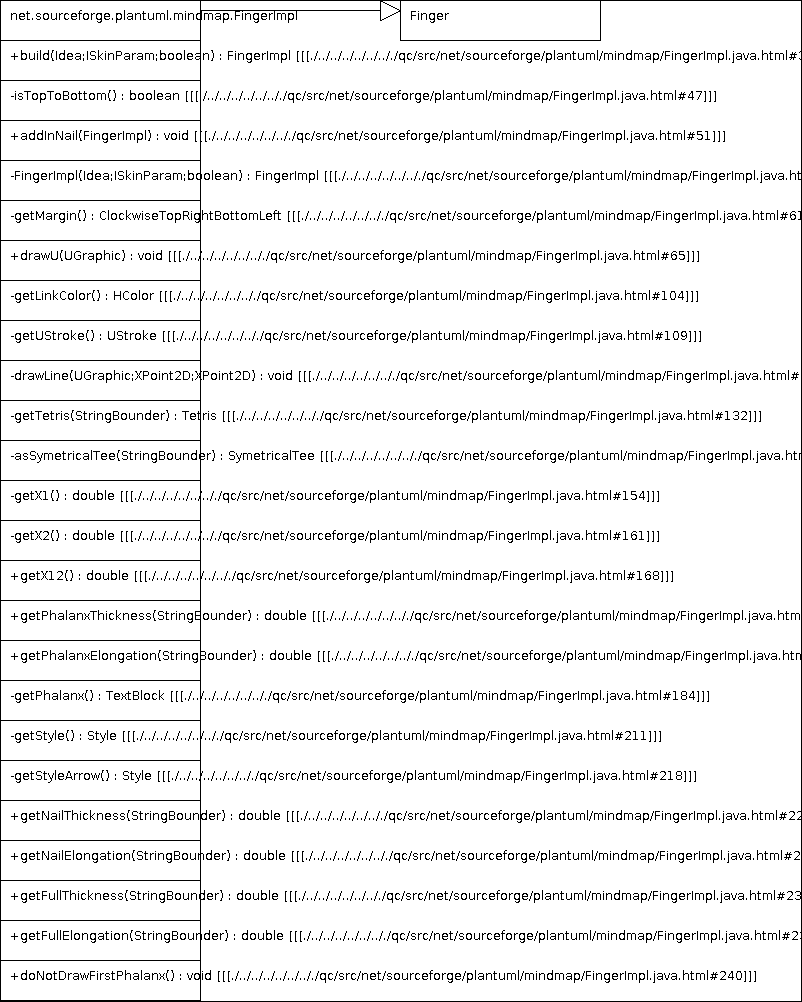 net.sourceforge.plantuml.mindmap.FingerImpl
Finger
+build(Idea;ISkinParam;boolean) : FingerImpl [[[./../../../../../../../qc/src/net/sourceforge/plantuml/mindmap/FingerImpl.java.html#3
-isTopToBottom() : boolean [[[./../../../../../../../qc/src/net/sourceforge/plantuml/mindmap/FingerImpl.java.html#47]]]
+addInNail(FingerImpl) : void [[[./../../../../../../../qc/src/net/sourceforge/plantuml/mindmap/FingerImpl.java.html#51]]]
-FingerImpl(Idea;ISkinParam;boolean) : FingerImpl [[[./../../../../../../../qc/src/net/sourceforge/plantuml/mindmap/FingerImpl.java.ht
-getMargin() : ClockwiseTopRightBottomLeft [[[./../../../../../../../qc/src/net/sourceforge/plantuml/mindmap/FingerImpl.java.html#61
+drawU(UGraphic) : void [[[./../../../../../../../qc/src/net/sourceforge/plantuml/mindmap/FingerImpl.java.html#65]]]
-getLinkColor() : HColor [[[./../../../../../../../qc/src/net/sourceforge/plantuml/mindmap/FingerImpl.java.html#104]]]
-getUStroke() : UStroke [[[./../../../../../../../qc/src/net/sourceforge/plantuml/mindmap/FingerImpl.java.html#109]]]
-drawLine(UGraphic;XPoint2D;XPoint2D) : void [[[./../../../../../../../qc/src/net/sourceforge/plantuml/mindmap/FingerImpl.java.html#
-getTetris(StringBounder) : Tetris [[[./../../../../../../../qc/src/net/sourceforge/plantuml/mindmap/FingerImpl.java.html#132]]]
-asSymetricalTee(StringBounder) : SymetricalTee [[[./../../../../../../../qc/src/net/sourceforge/plantuml/mindmap/FingerImpl.java.htr
-getX1() : double [[[./../../../../../../../qc/src/net/sourceforge/plantuml/mindmap/FingerImpl.java.html#154]]]
-getX2() : double [[[./../../../../../../../qc/src/net/sourceforge/plantuml/mindmap/FingerImpl.java.html#161]]]
+getX12() : double [[[./../../../../../../../qc/src/net/sourceforge/plantuml/mindmap/FingerImpl.java.html#168]]]
+getPhalanxThickness(StringBounder) : double [[[./../../../../../../../qc/src/net/sourceforge/plantuml/mindmap/FingerImpl.java.htm
+getPhalanxElongation(StringBounder) : double [[[./../../../../../../../qc/src/net/sourceforge/plantuml/mindmap/FingerImpl.java.htm
-getPhalanx() : TextBlock [[[./../../../../../../../qc/src/net/sourceforge/plantuml/mindmap/FingerImpl.java.html#184]]]
-getStyle() : Style [[[./../../../../../../../qc/src/net/sourceforge/plantuml/mindmap/FingerImpl.java.html#211]]]
-getStyleArrow() : Style [[[./../../../../../../../qc/src/net/sourceforge/plantuml/mindmap/FingerImpl.java.html#218]]]
+getNailThickness(StringBounder) : double [[[./../../../../../../../qc/src/net/sourceforge/plantuml/mindmap/FingerImpl.java.html#22
+getNailElongation(StringBounder) : double [[[./../../../../../../../qc/src/net/sourceforge/plantuml/mindmap/FingerImpl.java.html#2
+getFullThickness(StringBounder) : double [[[./../../../../../../../qc/src/net/sourceforge/plantuml/mindmap/FingerImpl.java.html#23
+getFullElongation(StringBounder) : double [[[./../../../../../../../qc/src/net/sourceforge/plantuml/mindmap/FingerImpl.java.html#23
+doNotDrawFirstPhalanx() : void [[[./../../../../../../../qc/src/net/sourceforge/plantuml/mindmap/FingerImpl.java.html#240]]]